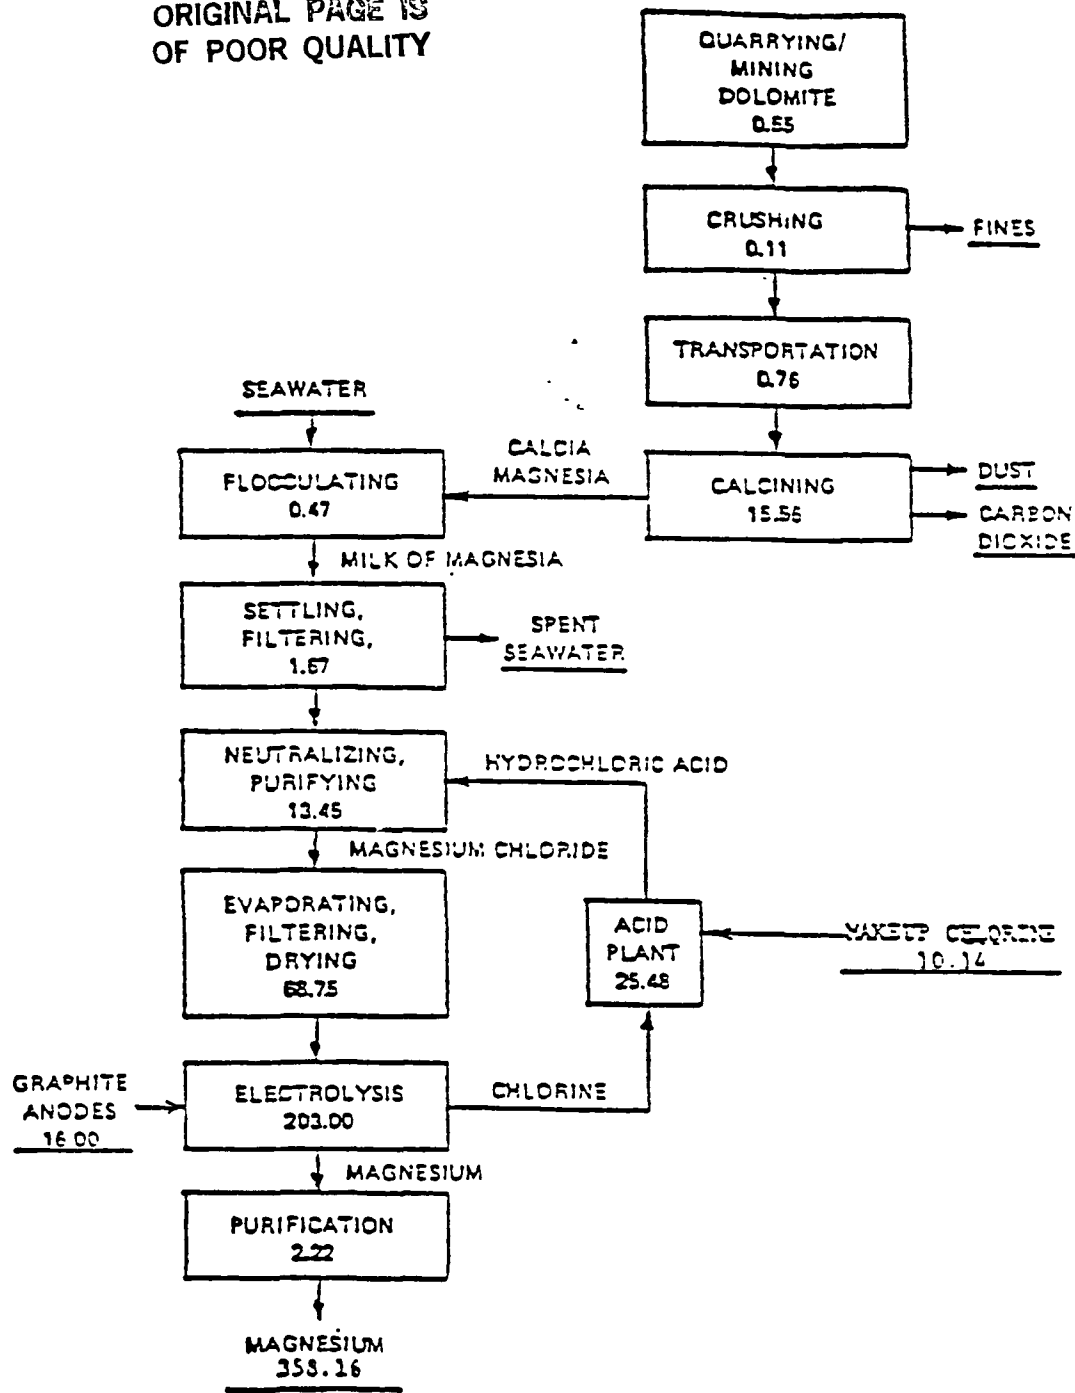 ORIGINAL PAGE IS
OF POOR QUALITY
QUARRYING/
MINING
DOLOMITE
0.55
CRUSHING
0.11
FINES
TRANSPORTATION
0.76
SEAWATER
CALCIA
MAGNESIA
FLOCCULATING
0.47
CALCINING
15.56
DUST
CARBON
DIOXIDE
MILK OF MAGNESIA
SETTLING,
FILTERING,
1.67
SPENT
SEAWATER
NEUTRALIZING,
PURIFYING
13.45
HYDROCHLORIC ACID
MAGNESIUM CHLORIDE
EVAPORATING,
FILTERING,
DRYING
68.75
ACID
PLANT
25.48
MAKEUP CHLORINE
10.14
GRAPHITE
ANODES
16.00
ELECTROLYSIS
203.00
CHLORINE
MAGNESIUM
PURIFICATION
2.22
MAGNESIUM
358.16